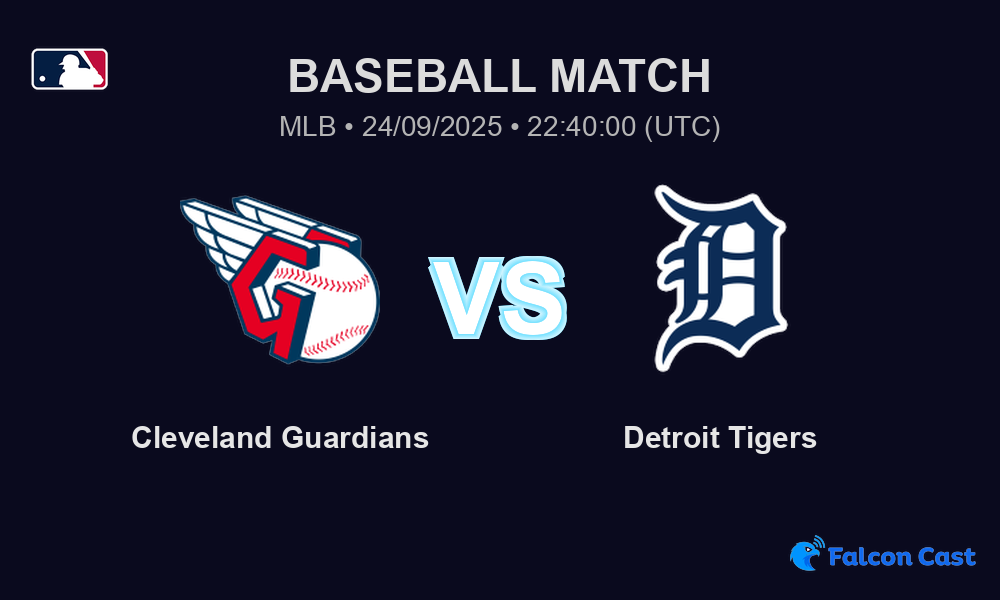 BASEBALL MATCH
MLB • 24/09/2025 • 22:40:00 (UTC)
VS
Cleveland Guardians
Detroit Tigers
Falcon Cast